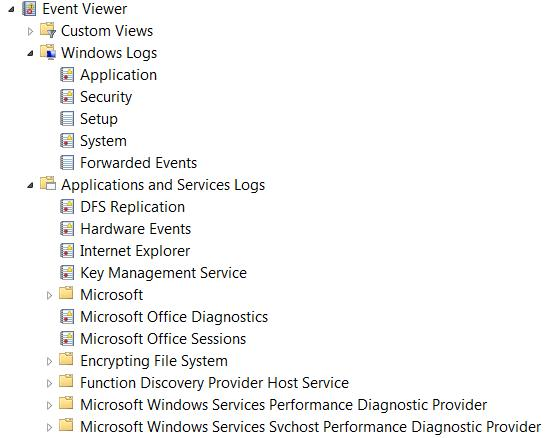 Event Viewer
Custom Views
Windows Logs
Application
Security
Setup
System
Forwarded Events
Applications and Services Logs
DFS Replication
Hardware Events
Internet Explorer
Key Management Service
Microsoft
Microsoft Office Diagnostics
Microsoft Office Sessions
Encrypting File System
Function Discovery Provider Host Service
Microsoft Windows Services Performance Diagnostic Provider
Microsoft Windows Services Svchost Performance Diagnostic Provider